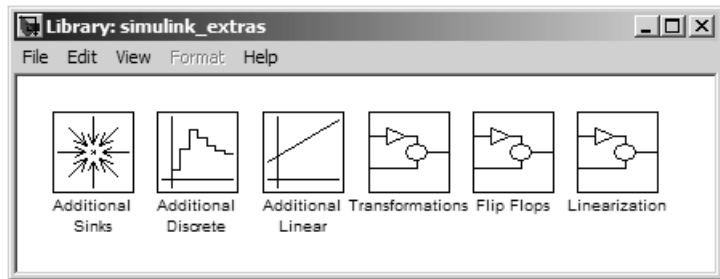 Library: simulink_extras
File Edit View Format Help
Additional Sinks
Additional Discrete
Additional Linear
Transformations
Flip Flops
Linearization